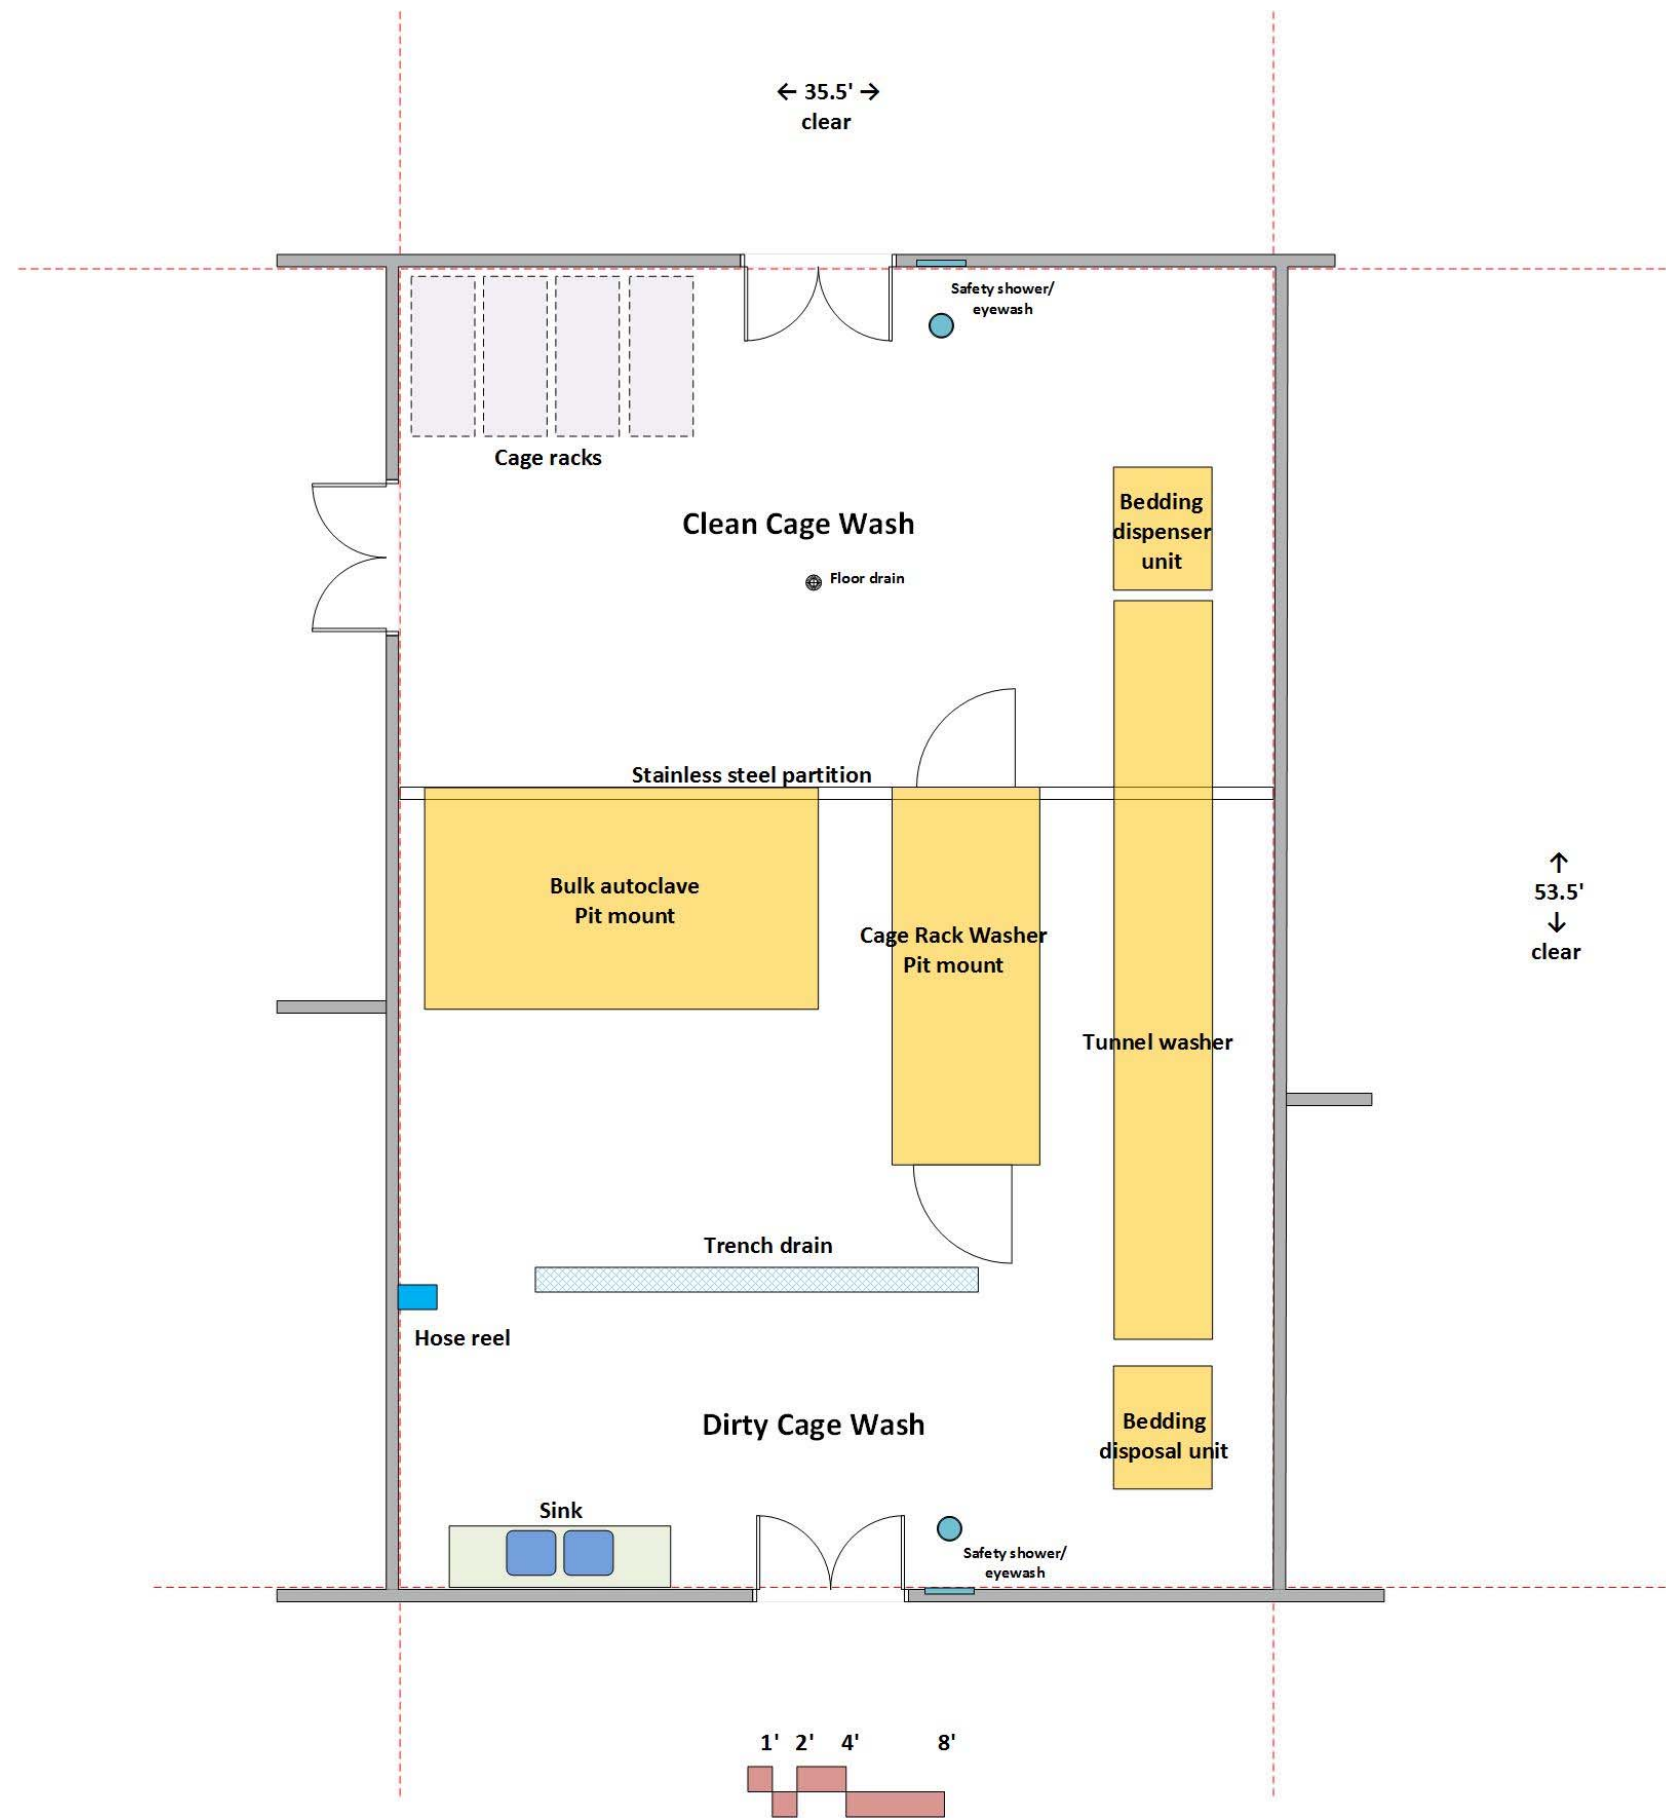 ← 35.5' →
clear
Safety shower/
eyewash
Cage racks
Bedding
dispenser
unit
Clean Cage Wash
Floor drain
Stainless steel partition
Bulk autoclave
Pit mount
Cage Rack Washer
Pit mount
↑
53.5'
↓
clear
Tunnel washer
Trench drain
Hose reel
Dirty Cage Wash
Bedding
disposal unit
Sink
Safety shower/
eyewash
1' 2' 4' 8'